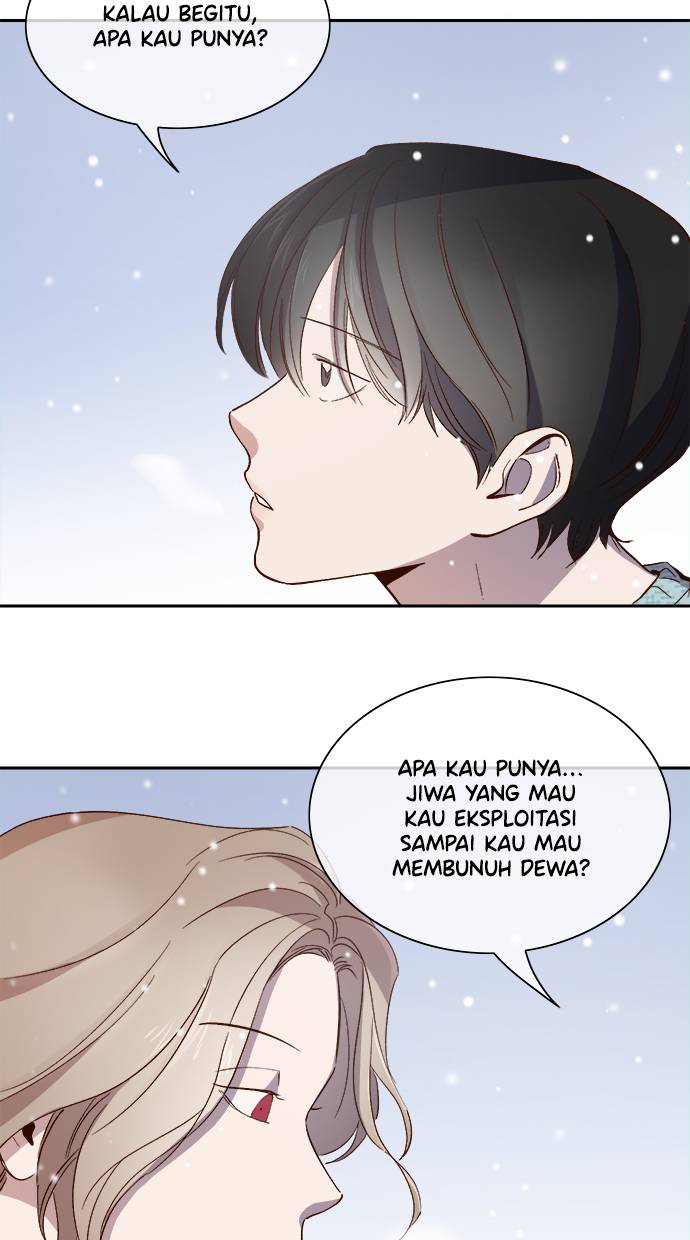 KALAU BEGITU,
APA KAU PUNYA?
APA KAU PUNYA...
JIWA YANG MAU
KAU EKSPLOITASI
SAMPAI KAU MAU
MEMBUNUH DEWA?